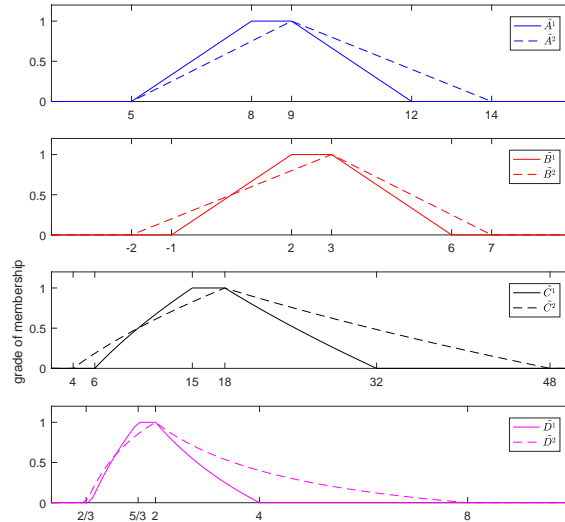 1
0.5
0
5 8 9 12 14
Ã¹
Ã²
1
0.5
0
-2 -1 2 3 6 7
B̃¹
B̃²
grade of membership
1
0.5
0
4 6 15 18 32 48
C̃¹
C̃²
1
0.5
0
2/3 5/3 2 4 8
D̃¹
D̃²